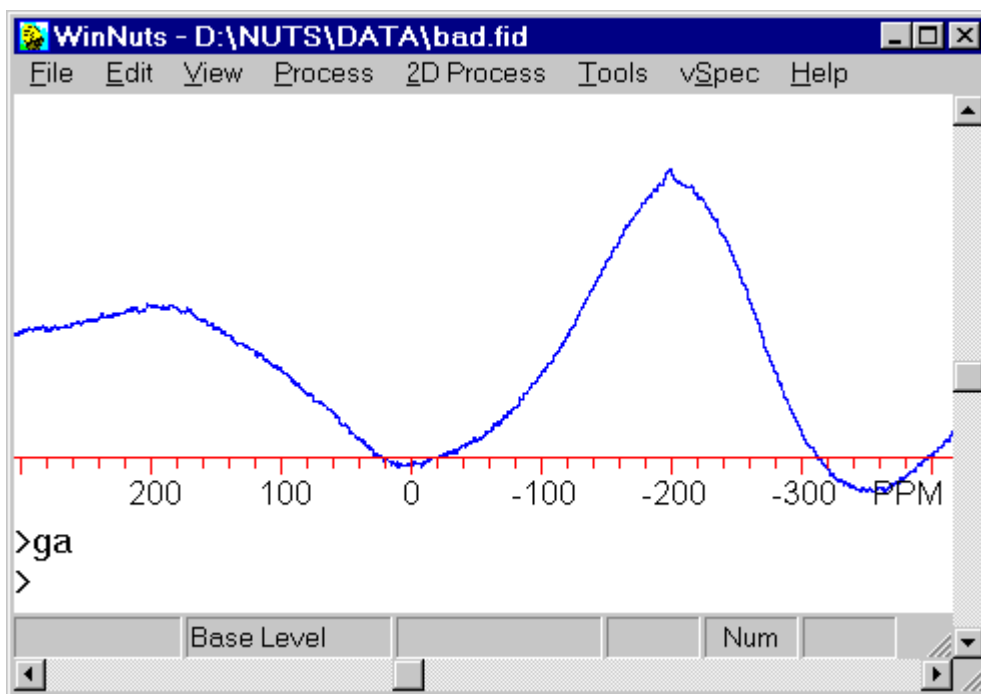 WinNuts - D:\NUTS\DATA\bad.fid
File Edit View Process 2D Process Tools vSpec Help
200 100 0 -100 -200 -300 PPM
>ga
>
Base Level Num